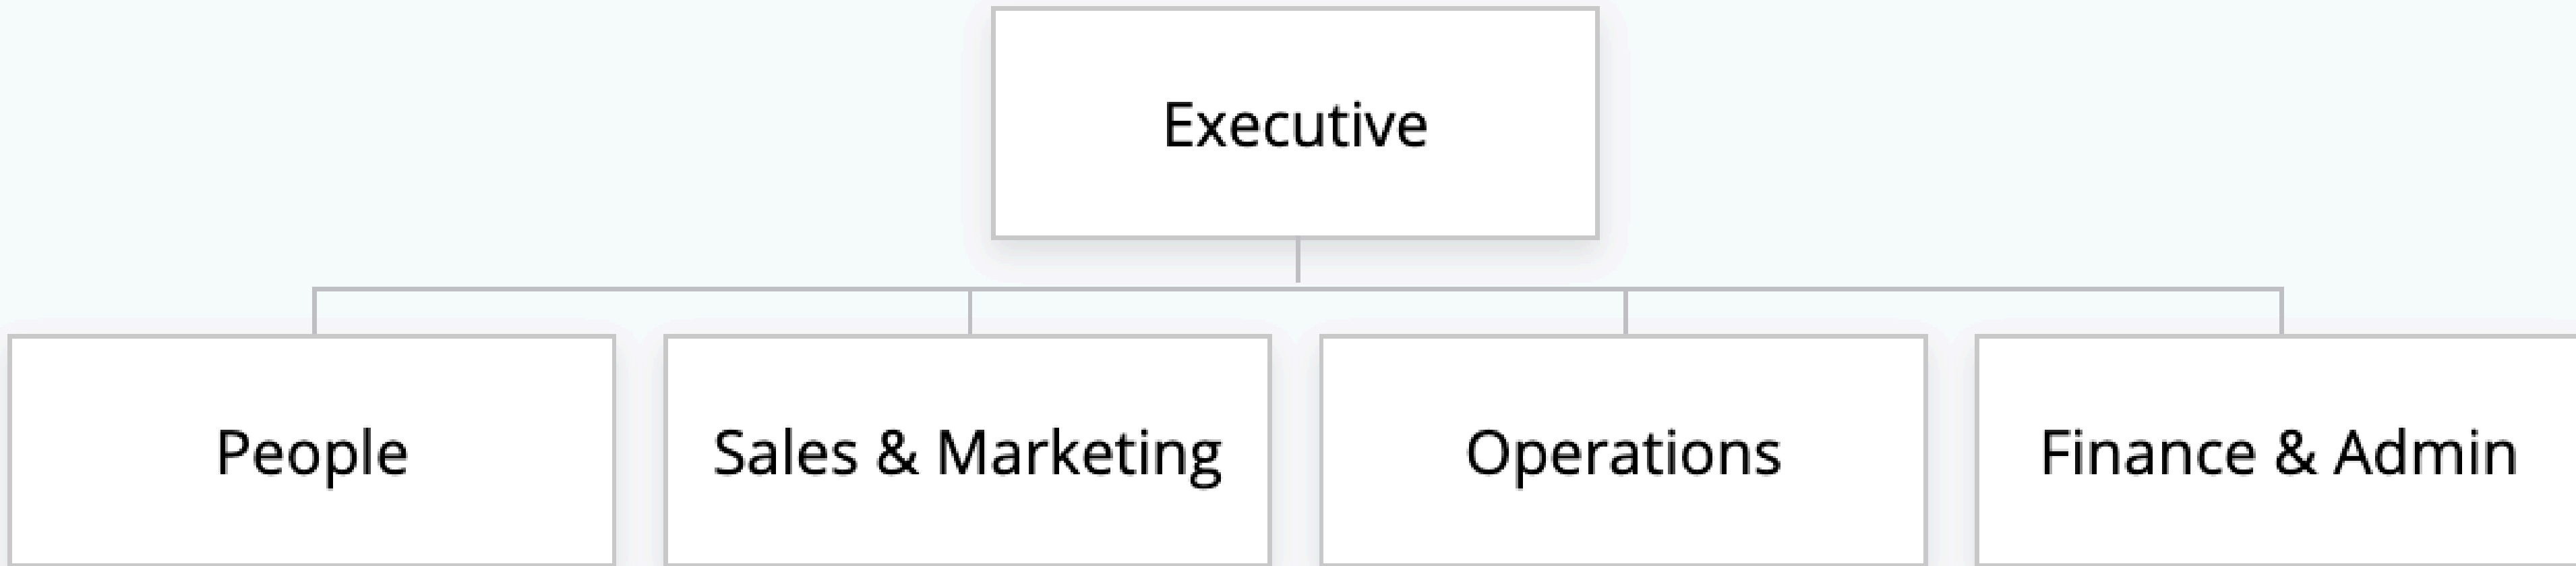 Executive
People
Sales & Marketing
Operations
Finance & Admin